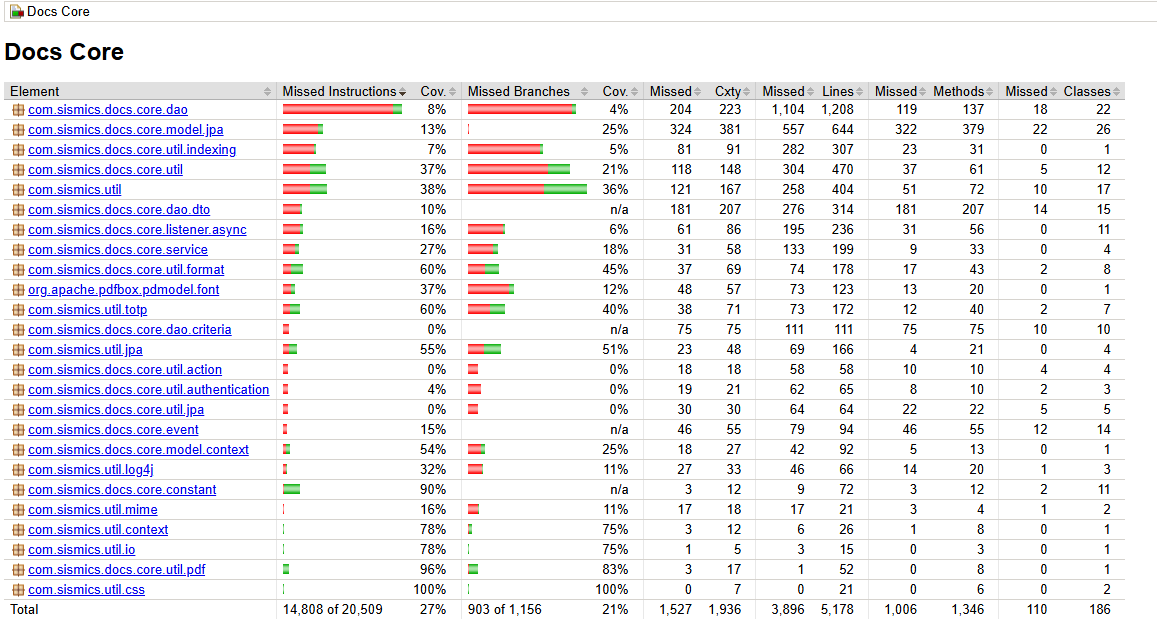 Docs Core
Docs Core
Element Missed Instructions Cov. Missed Branches Cov. Missed Cxty Missed Lines Missed Methods Missed Classes
com.sismics.docs.core.dao 8% 4% 204 223 1,104 1,208 119 137 18 22
com.sismics.docs.core.model.jpa 13% 25% 324 381 557 644 322 379 22 26
com.sismics.docs.core.util.indexing 7% 5% 81 91 282 307 23 31 0 1
com.sismics.docs.core.util 37% 21% 118 148 304 470 37 61 5 12
com.sismics.util 38% 36% 121 167 258 404 51 72 10 17
com.sismics.docs.core.dao.dto 10% n/a 181 207 276 314 181 207 14 15
com.sismics.docs.core.listener.async 16% 6% 61 86 195 236 31 56 0 11
com.sismics.docs.core.service 27% 18% 31 58 133 199 9 33 0 4
com.sismics.docs.core.util.format 60% 45% 37 69 74 178 17 43 2 8
org.apache.pdfbox.pdmodel.font 37% 12% 48 57 73 123 13 20 0 1
com.sismics.util.totp 60% 40% 38 71 73 172 12 40 2 7
com.sismics.docs.core.dao.criteria 0% n/a 75 75 111 111 75 75 10 10
com.sismics.util.jpa 55% 51% 23 48 69 166 4 21 0 4
com.sismics.docs.core.util.action 0% 0% 18 18 58 58 10 10 4 4
com.sismics.docs.core.util.authentication 4% 0% 19 21 62 65 8 10 2 3
com.sismics.docs.core.util.jpa 0% 0% 30 30 64 64 22 22 5 5
com.sismics.docs.core.event 15% n/a 46 55 79 94 46 55 12 14
com.sismics.docs.core.model.context 54% 25% 18 27 42 92 5 13 0 1
com.sismics.util.log4j 32% 11% 27 33 46 66 14 20 1 3
com.sismics.docs.core.constant 90% n/a 3 12 9 72 3 12 2 11
com.sismics.util.mime 16% 11% 17 18 17 21 3 4 1 2
com.sismics.util.context 78% 75% 3 12 6 26 1 8 0 1
com.sismics.util.io 78% 75% 1 5 3 15 0 3 0 1
com.sismics.docs.core.util.pdf 96% 83% 3 17 1 52 0 8 0 1
com.sismics.util.css 100% 100% 0 7 0 21 0 6 0 2
Total 14,808 of 20,509 27% 903 of 1,156 21% 1,527 1,936 3,896 5,178 1,006 1,346 110 186